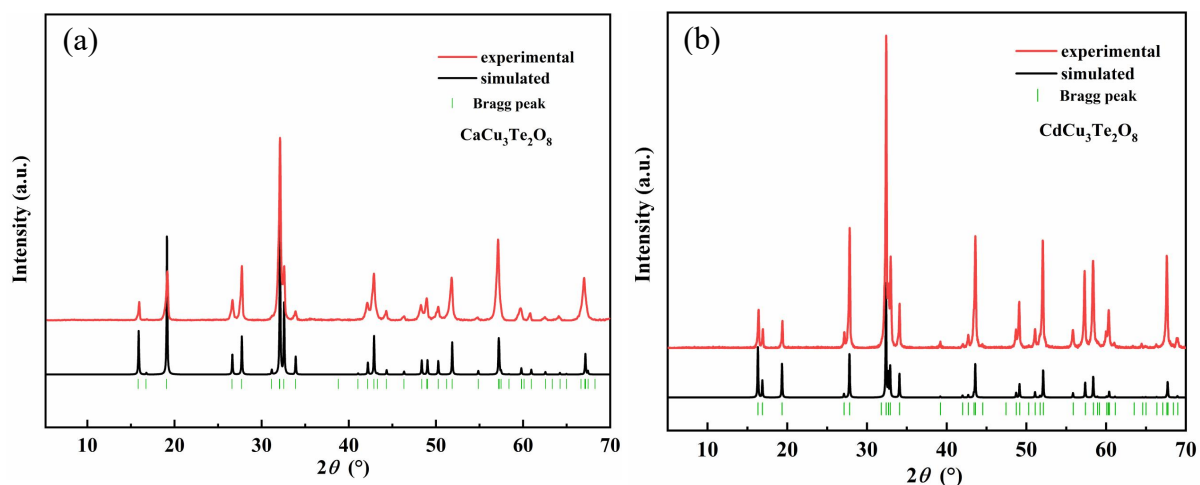 (a)
experimental
simulated
Bragg peak
CaCu₃Te₂O₈
Intensity (a.u.)
10 20 30 40 50 60 70
2θ (°)
(b)
experimental
simulated
Bragg peak
CdCu₃Te₂O₈
Intensity (a.u.)
10 20 30 40 50 60 70
2θ (°)